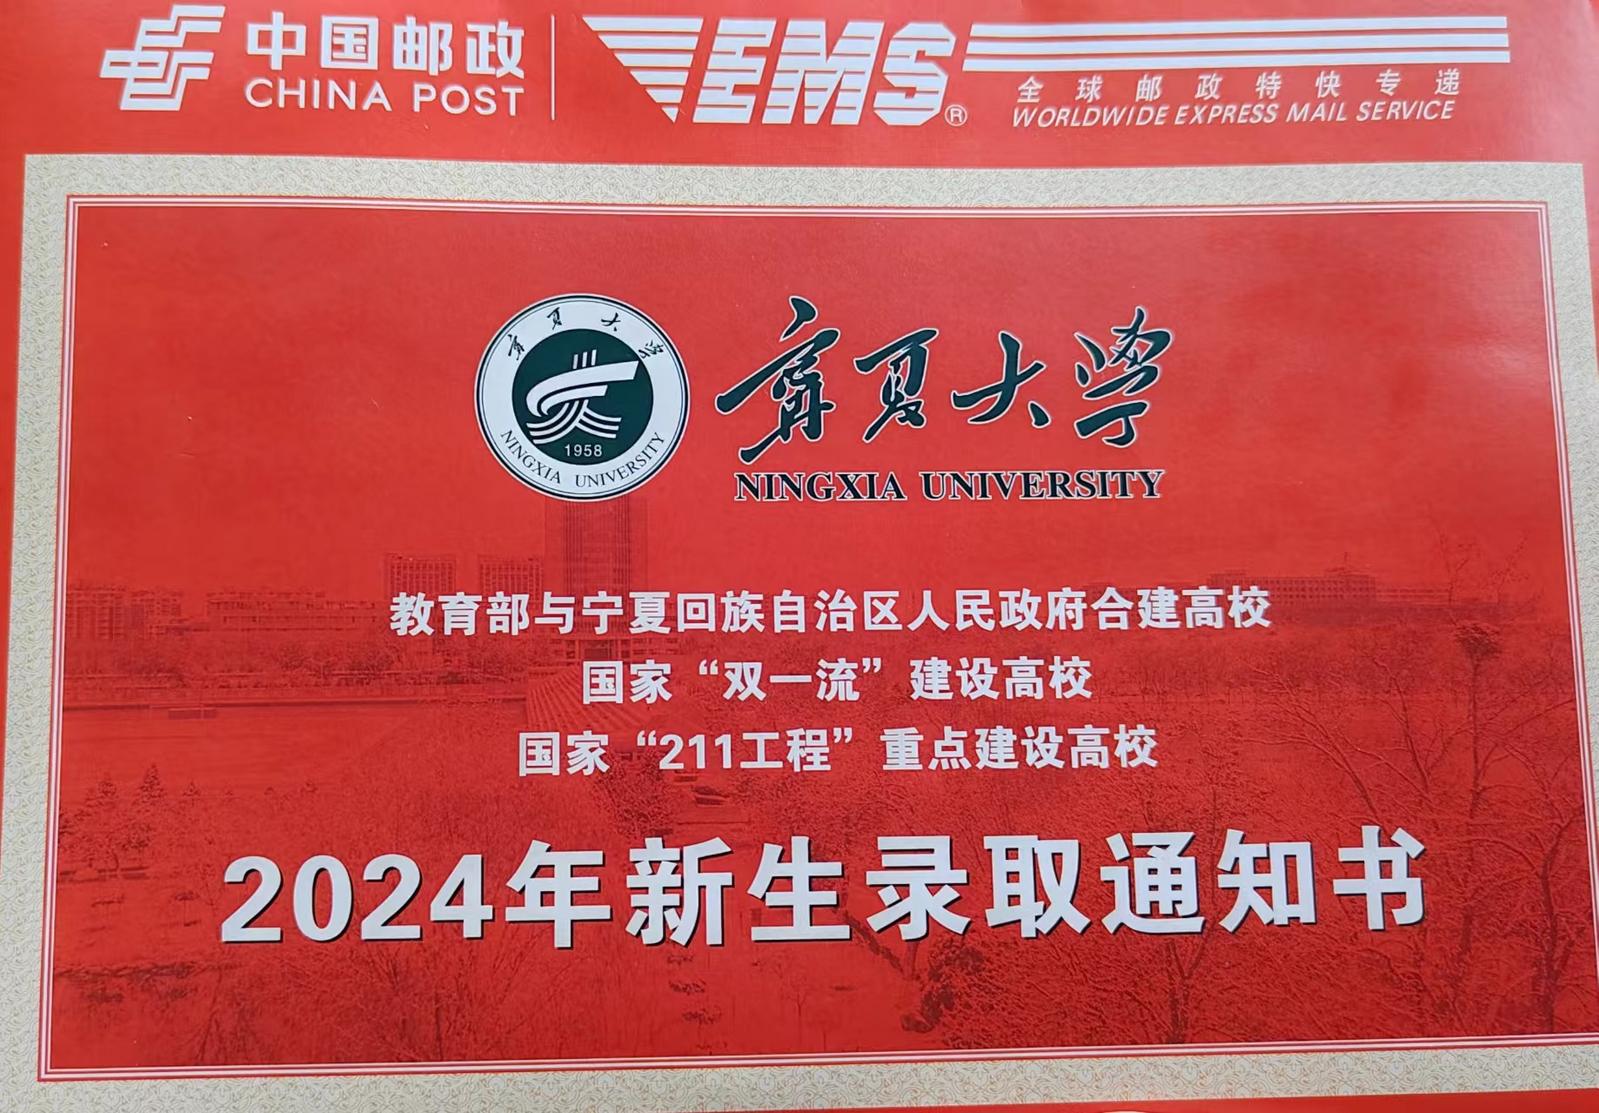 中国邮政
CHINA POST
EMS®
全球邮政特快专递
WORLDWIDE EXPRESS MAIL SERVICE
宁夏大学
1958
NINGXIA UNIVERSITY
宁夏大学
NINGXIA UNIVERSITY
教育部与宁夏回族自治区人民政府合建高校
国家“双一流”建设高校
国家“211工程”重点建设高校
2024年新生录取通知书